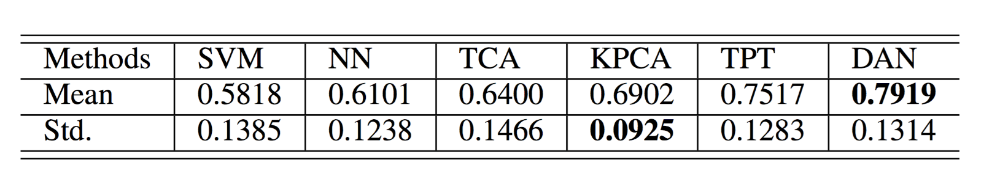 Methods SVM NN TCA KPCA TPT DAN
Mean 0.5818 0.6101 0.6400 0.6902 0.7517 0.7919
Std. 0.1385 0.1238 0.1466 0.0925 0.1283 0.1314